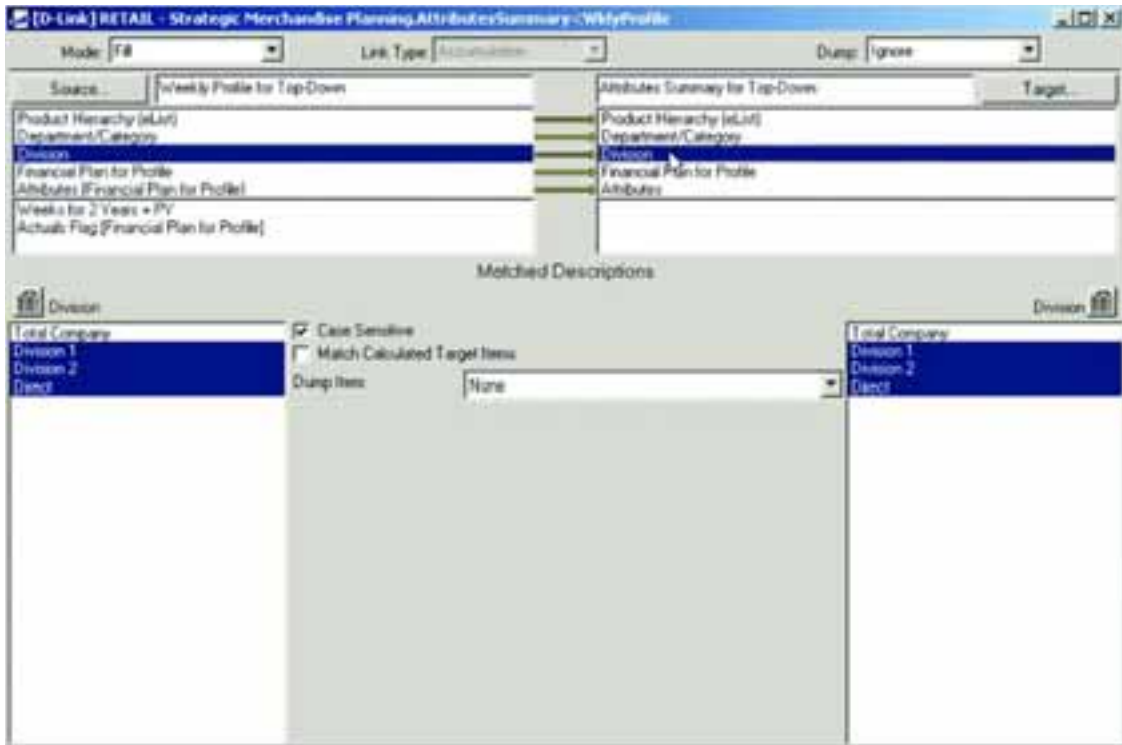 [D-Link] RETAIL - Strategic Merchandise Planning.AttributesSummary<WklyProfile
Mode: Fill Link Type: Accumulation Dump: Ignore
Source... Weekly Profile for Top-Down Attributes Summary for Top-Down Target...
Product Hierarchy (eList) Product Hierarchy (eList)
Department/Category Department/Category
Division Division
Financial Plan for Profile Financial Plan for Profile
Attributes [Financial Plan for Profile] Attributes
Weeks for 2 Years + PV
Actuals Flag [Financial Plan for Profile]
Matched Descriptions
Division Division
Total Company Case Sensitive Total Company
Division 1 Match Calculated Target Items Division 1
Division 2 Division 2
Direct Dump Item: None Direct